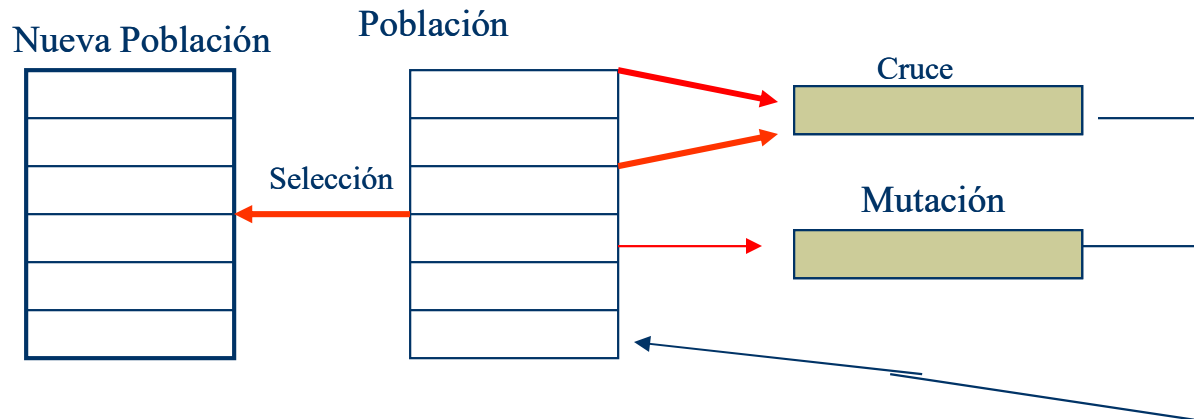 Nueva Población
Población
Cruce
Selección
Mutación